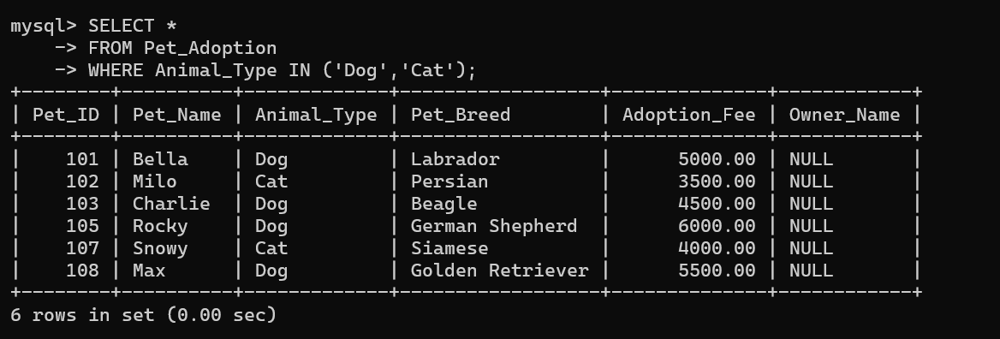 mysql> SELECT *
    -> FROM Pet_Adoption
    -> WHERE Animal_Type IN ('Dog','Cat');
+--------+----------+-------------+------------------+--------------+------------+
| Pet_ID | Pet_Name | Animal_Type | Pet_Breed        | Adoption_Fee | Owner_Name |
+--------+----------+-------------+------------------+--------------+------------+
|    101 | Bella    | Dog         | Labrador         |      5000.00 | NULL       |
|    102 | Milo     | Cat         | Persian          |      3500.00 | NULL       |
|    103 | Charlie  | Dog         | Beagle           |      4500.00 | NULL       |
|    105 | Rocky    | Dog         | German Shepherd  |      6000.00 | NULL       |
|    107 | Snowy    | Cat         | Siamese          |      4000.00 | NULL       |
|    108 | Max      | Dog         | Golden Retriever |      5500.00 | NULL       |
+--------+----------+-------------+------------------+--------------+------------+
6 rows in set (0.00 sec)